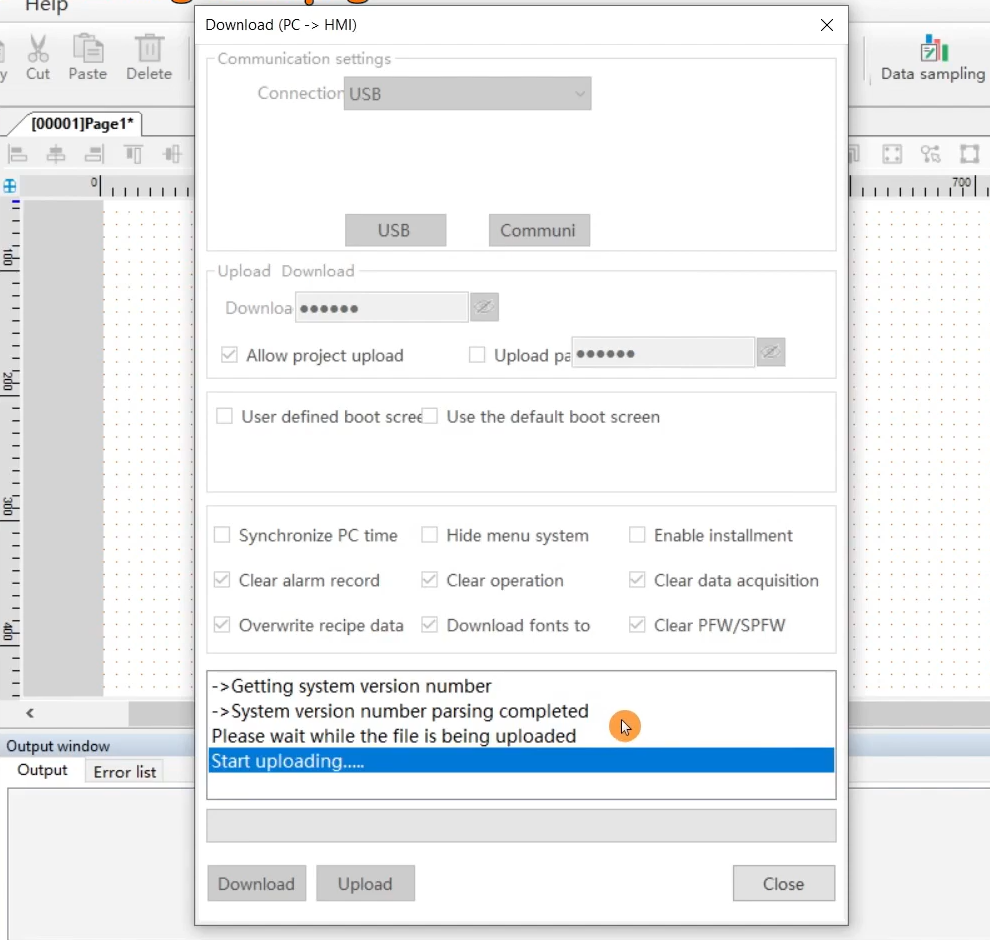 Help
Download (PC -> HMI)
Cut Paste Delete
Data sampling
Communication settings
Connection USB
[00001]Page1*
0
700
USB Communi
100
Upload Download
Downloa ●●●●●●
Allow project upload Upload pa ●●●●●●
200
User defined boot scree Use the default boot screen
300
Synchronize PC time Hide menu system Enable installment
Clear alarm record Clear operation Clear data acquisition
400
Overwrite recipe data Download fonts to Clear PFW/SPFW
->Getting system version number
->System version number parsing completed
Please wait while the file is being uploaded
Start uploading.....
Output window
Output Error list
Download Upload Close